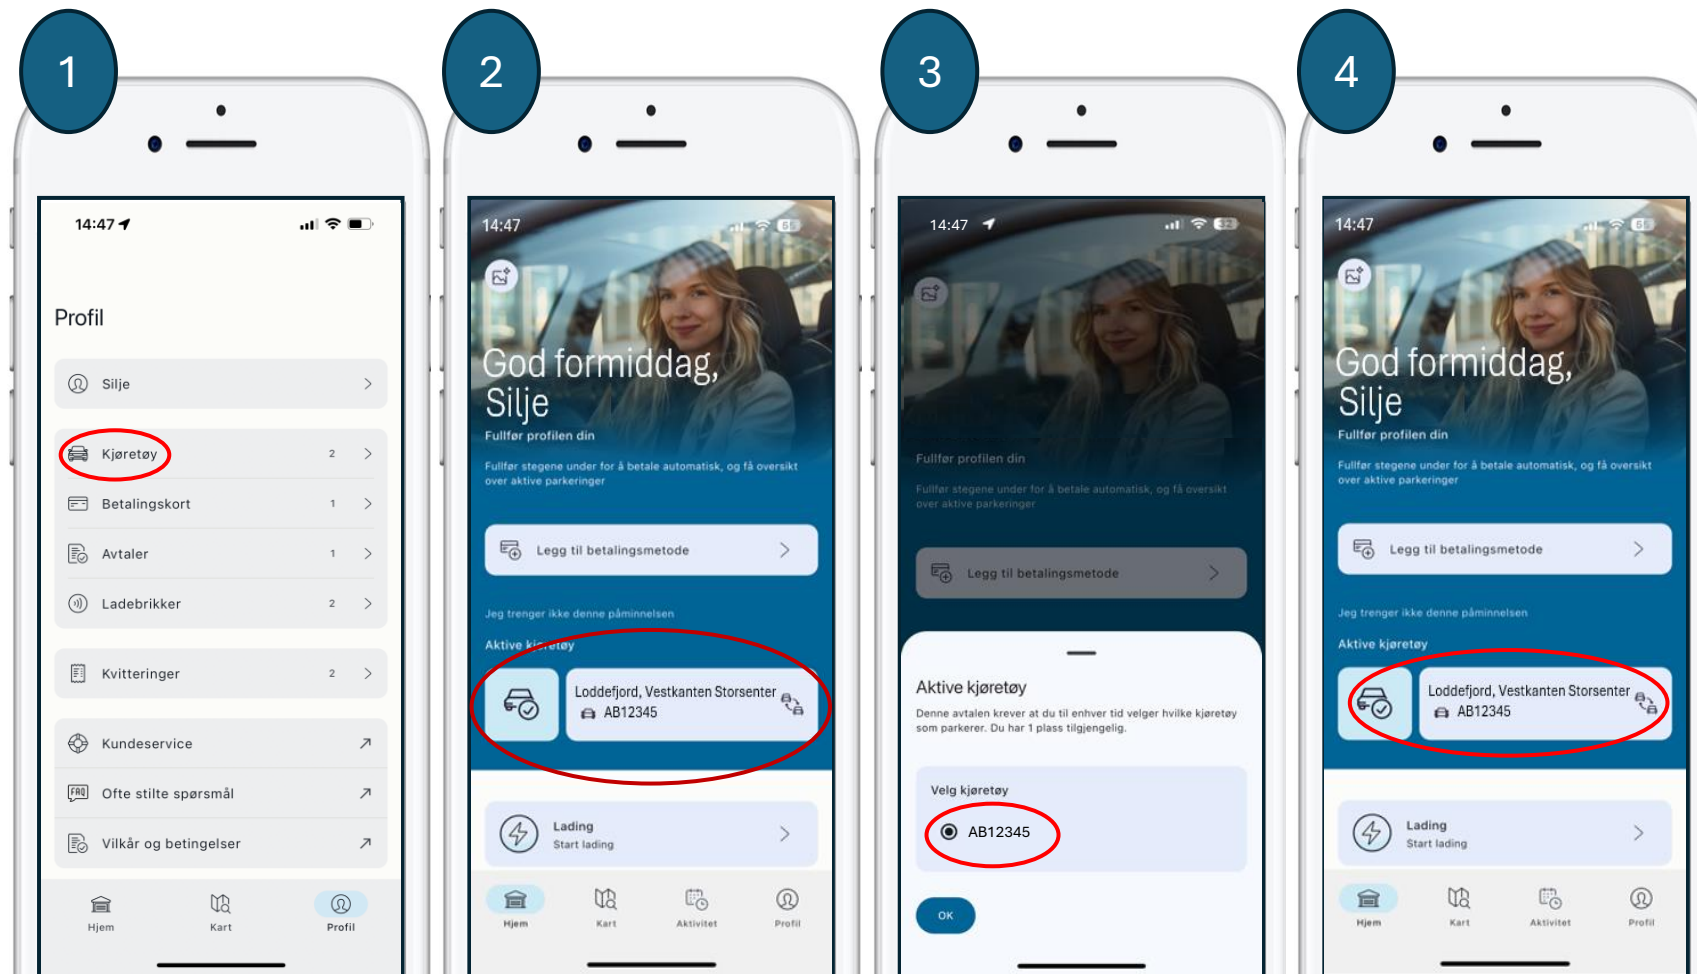 1
14:47
Profil
Silje
Kjøretøy 2
Betalingskort 1
Avtaler 1
Ladebrikker 2
Kvitteringer 2
Kundeservice
FAQ Ofte stilte spørsmål
Vilkår og betingelser
Hjem Kart Profil
2
14:47
God formiddag,
Silje
Fullfør profilen din
Fullfør stegene under for å betale automatisk, og få oversikt
over aktive parkeringer
Legg til betalingsmetode
Jeg trenger ikke denne påminnelsen
Aktive kjøretøy
Loddefjord, Vestkanten Storsenter
AB12345
Lading
Start lading
Hjem Kart Aktivitet Profil
3
14:47
Fullfør profilen din
Fullfør stegene under for å betale automatisk, og få oversikt
over aktive parkeringer
Legg til betalingsmetode
Aktive kjøretøy
Denne avtalen krever at du til enhver tid velger hvilke kjøretøy
som parkerer. Du har 1 plass tilgjengelig.
Velg kjøretøy
AB12345
OK
4
14:47
God formiddag,
Silje
Fullfør profilen din
Fullfør stegene under for å betale automatisk, og få oversikt
over aktive parkeringer
Legg til betalingsmetode
Jeg trenger ikke denne påminnelsen
Aktive kjøretøy
Loddefjord, Vestkanten Storsenter
AB12345
Lading
Start lading
Hjem Kart Aktivitet Profil